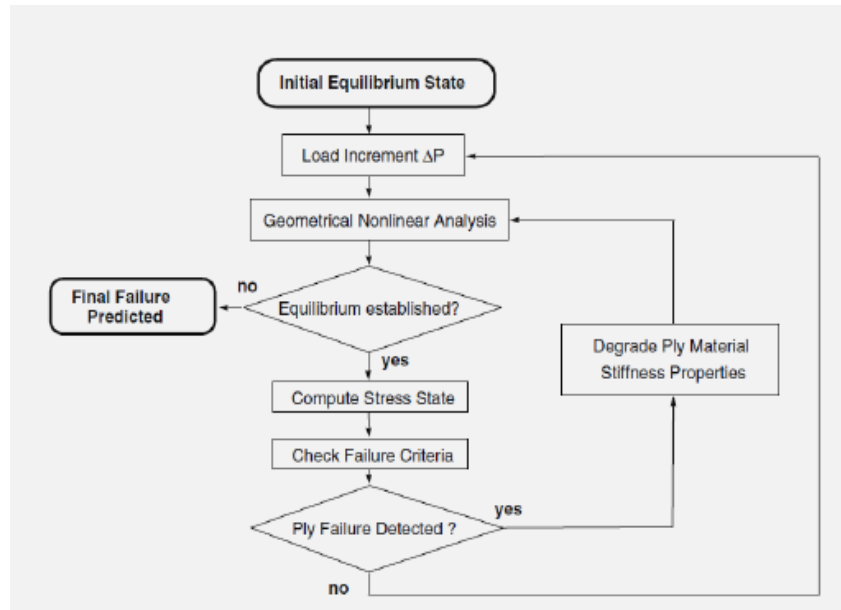 Initial Equilibrium State
Load Increment ΔP
Geometrical Nonlinear Analysis
no
Final Failure
Predicted
Equilibrium established?
yes
Degrade Ply Material
Stiffness Properties
Compute Stress State
Check Failure Criteria
yes
Ply Failure Detected ?
no